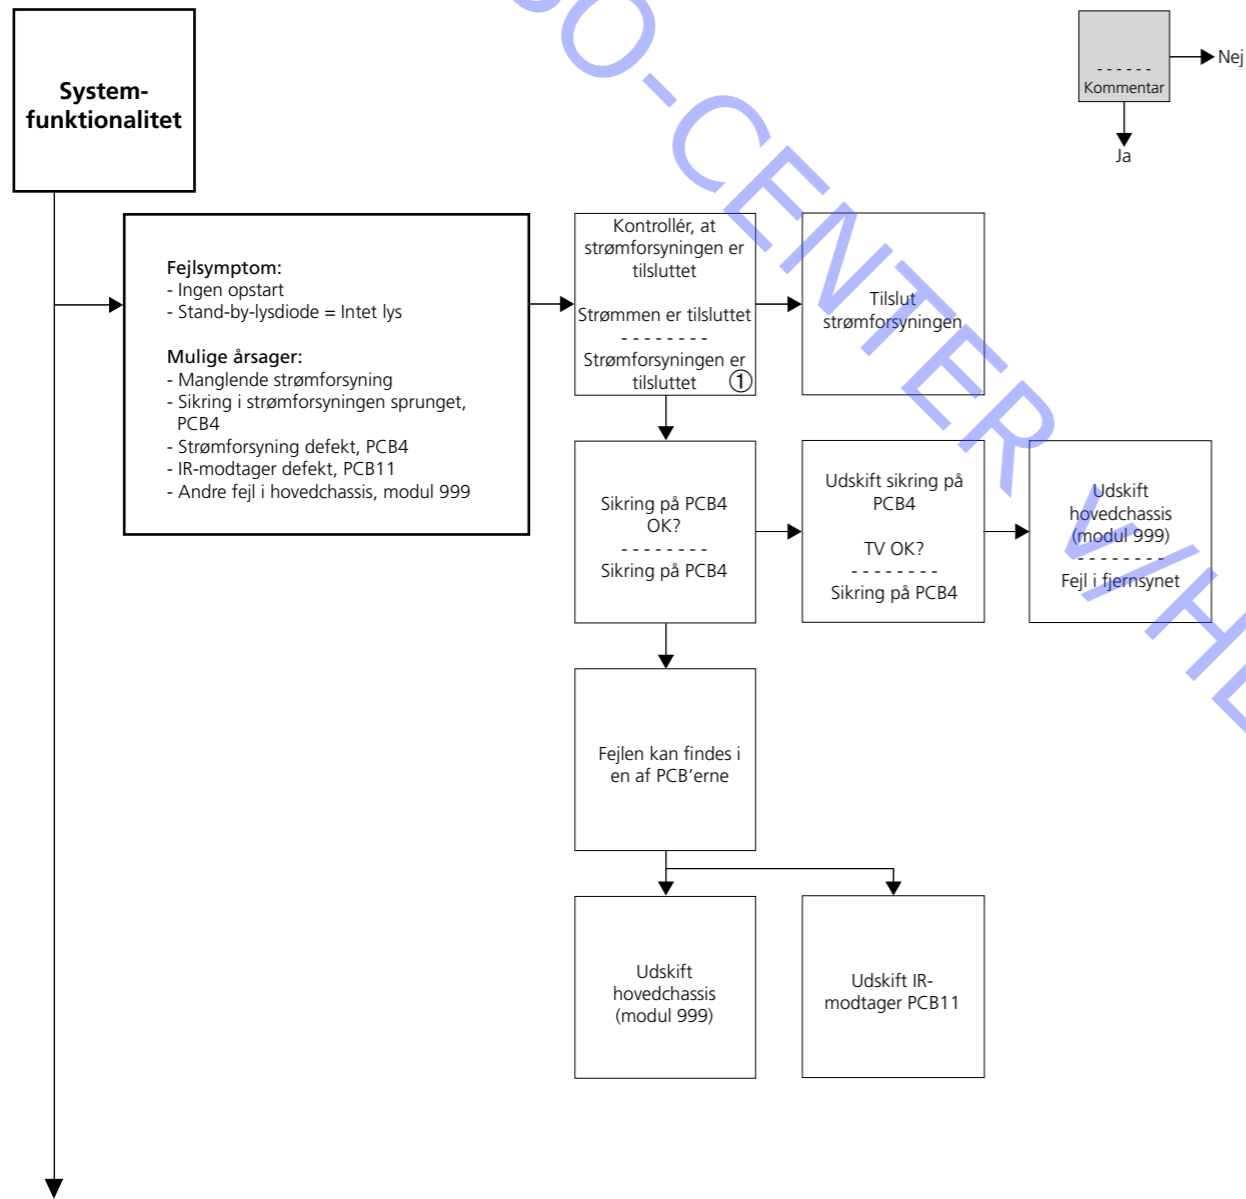 System-
funktionalitet
Kommentar
Nej
Ja
Fejlsymptom:
- Ingen opstart
- Stand-by-lysdiode = Intet lys
Mulige årsager:
- Manglende strømforsyning
- Sikring i strømforsyningen sprunget,
PCB4
- Strømforsyning defekt, PCB4
- IR-modtager defekt, PCB11
- Andre fejl i hovedchassis, modul 999
Kontrollér, at
strømforsyningen er
tilsluttet
Strømmen er tilsluttet
Strømforsyningen er
tilsluttet ①
Tilslut
strømforsyningen
Sikring på PCB4
OK?
Sikring på PCB4
Udskift sikring på
PCB4
TV OK?
Sikring på PCB4
Udskift
hovedchassis
(modul 999)
Fejl i fjernsynet
Fejlen kan findes i
en af PCB’erne
Udskift
hovedchassis
(modul 999)
Udskift IR-
modtager PCB11
O-CENTER V/